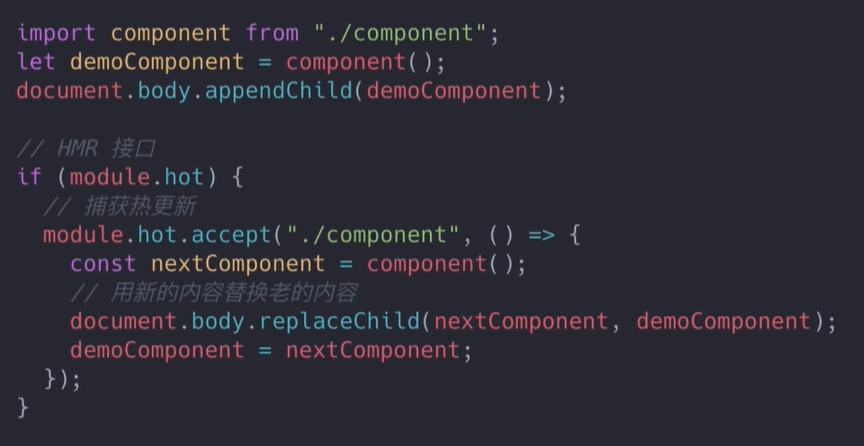 import component from "./component";
let demoComponent = component();
document.body.appendChild(demoComponent);
// HMR 接口
if (module.hot) {
// 捕获热更新
module.hot.accept("./component", () => {
const nextComponent = component();
// 用新的内容替换老的内容
document.body.replaceChild(nextComponent, demoComponent);
demoComponent = nextComponent;
});
}